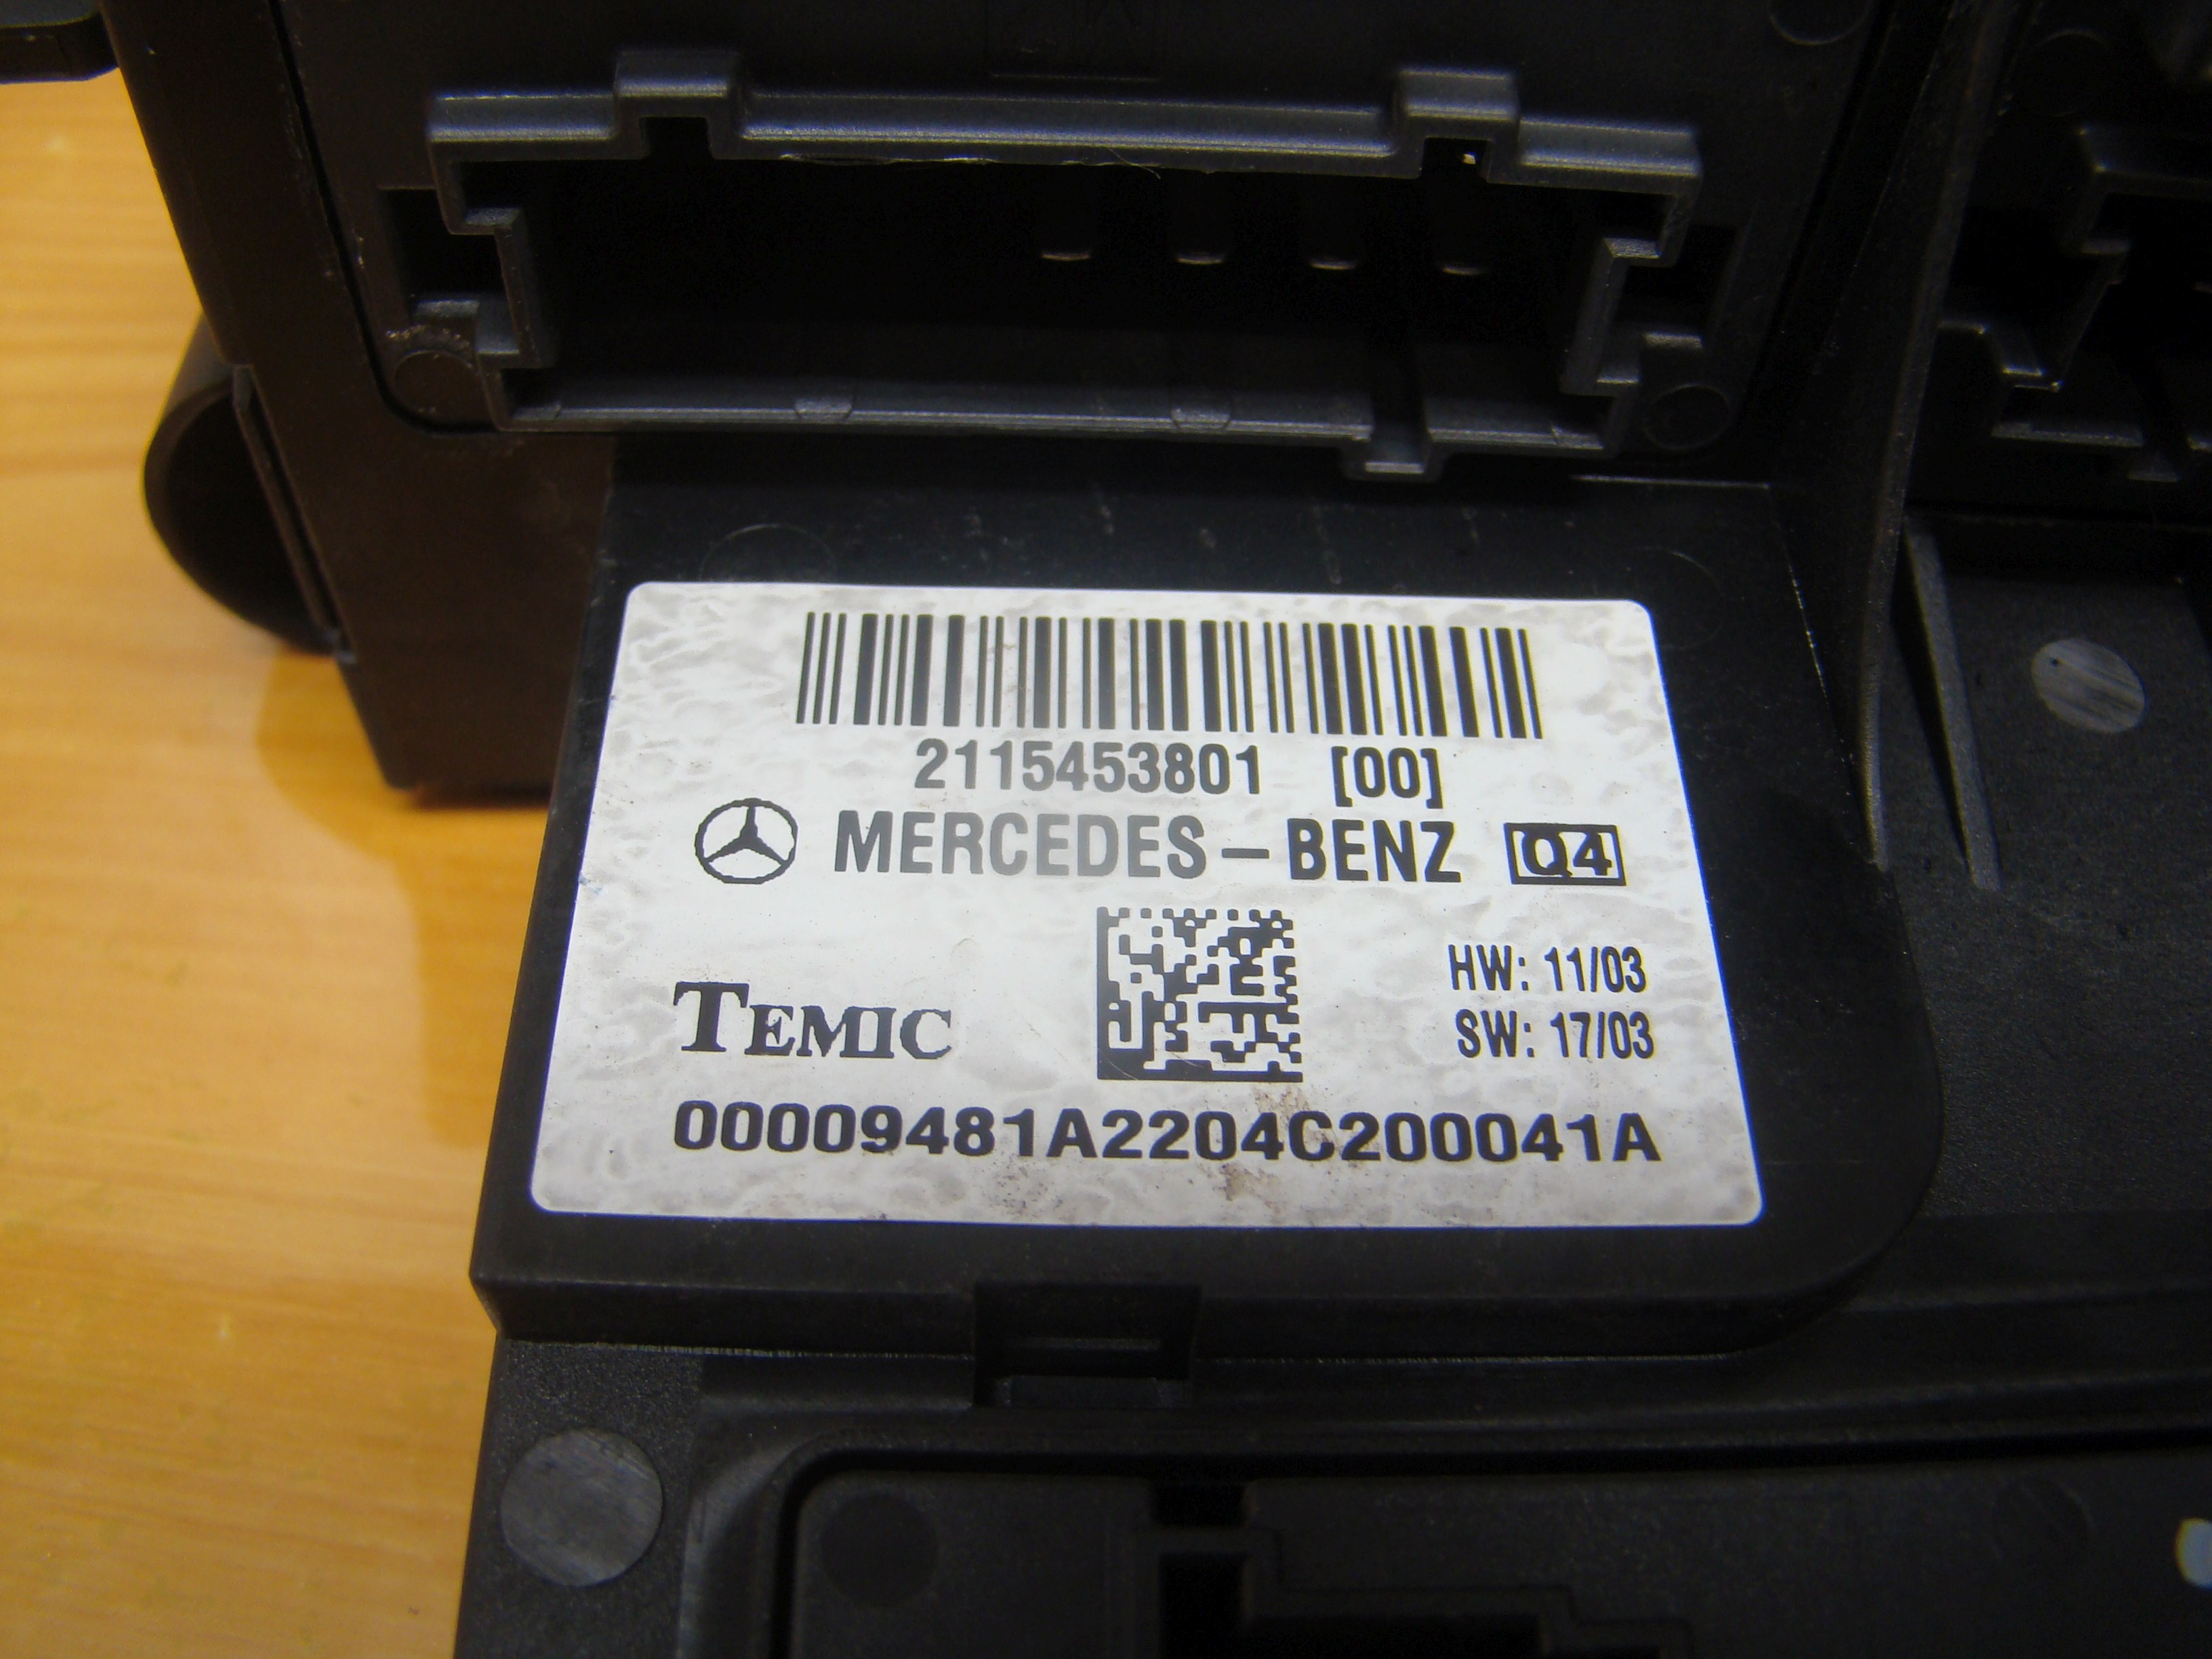 2115453801 [00]
MERCEDES-BENZ Q4
TEMIC
HW: 11/03
SW: 17/03
00009481A2204C200041A